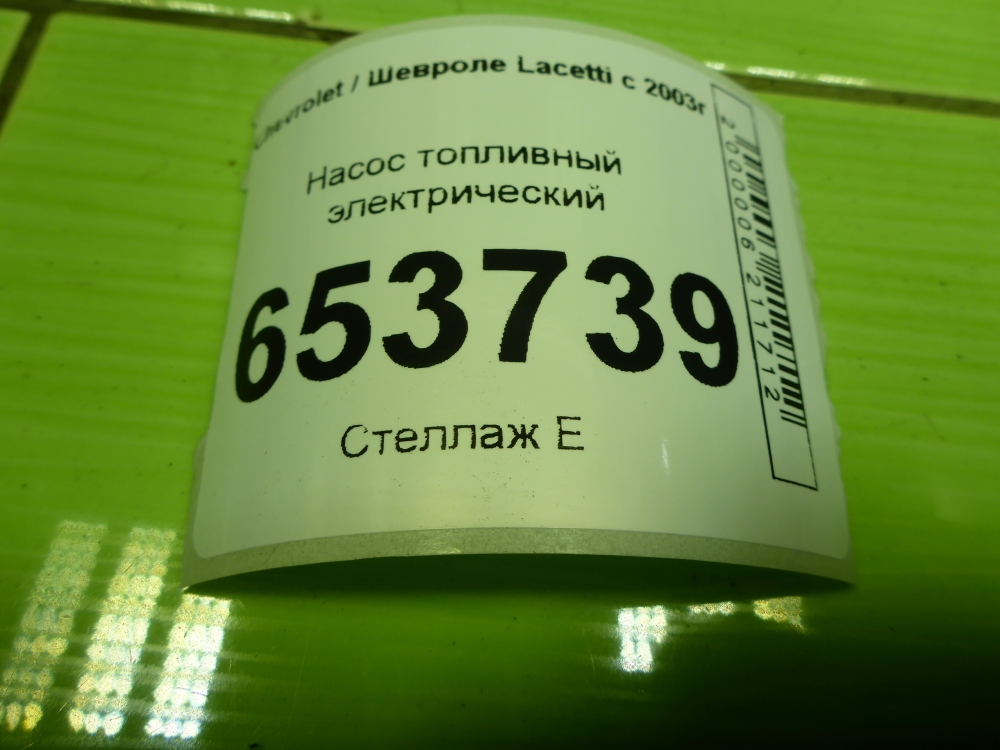 Chevrolet / Шевроле Lacetti с 2003г
Насос топливный
электрический
653739
Стеллаж Е
2000006211712